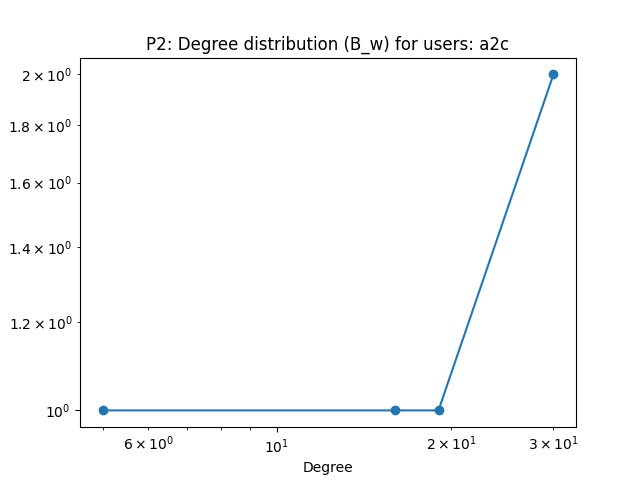 P2: Degree distribution (B_w) for users: a2c
2 × 10⁰
1.8 × 10⁰
1.6 × 10⁰
1.4 × 10⁰
1.2 × 10⁰
10⁰
6 × 10⁰ 10¹ 2 × 10¹ 3 × 10¹
Degree